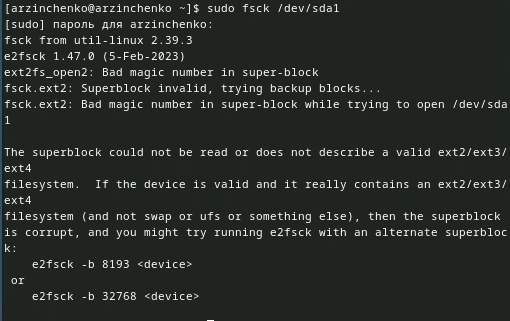 [arzinchenko@arzinchenko ~]$ sudo fsck /dev/sda1
[sudo] пароль для arzinchenko:
fsck from util-linux 2.39.3
e2fsck 1.47.0 (5-Feb-2023)
ext2fs_open2: Bad magic number in super-block
fsck.ext2: Superblock invalid, trying backup blocks...
fsck.ext2: Bad magic number in super-block while trying to open /dev/sda
1

The superblock could not be read or does not describe a valid ext2/ext3/
ext4
filesystem.  If the device is valid and it really contains an ext2/ext3/
ext4
filesystem (and not swap or ufs or something else), then the superblock
is corrupt, and you might try running e2fsck with an alternate superbloc
k:
    e2fsck -b 8193 <device>
 or
    e2fsck -b 32768 <device>